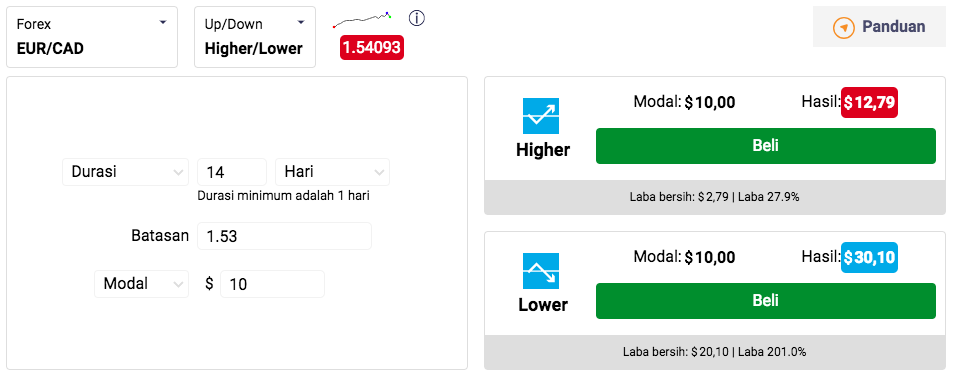 Forex
EUR/CAD
Up/Down
Higher/Lower
1.54093
Panduan
Durasi 14 Hari
Durasi minimum adalah 1 hari
Batasan 1.53
Modal $ 10
Higher
Modal: $ 10,00 Hasil: $ 12,79
Beli
Laba bersih: $ 2,79 | Laba 27.9%
Lower
Modal: $ 10,00 Hasil: $ 30,10
Beli
Laba bersih: $ 20,10 | Laba 201.0%